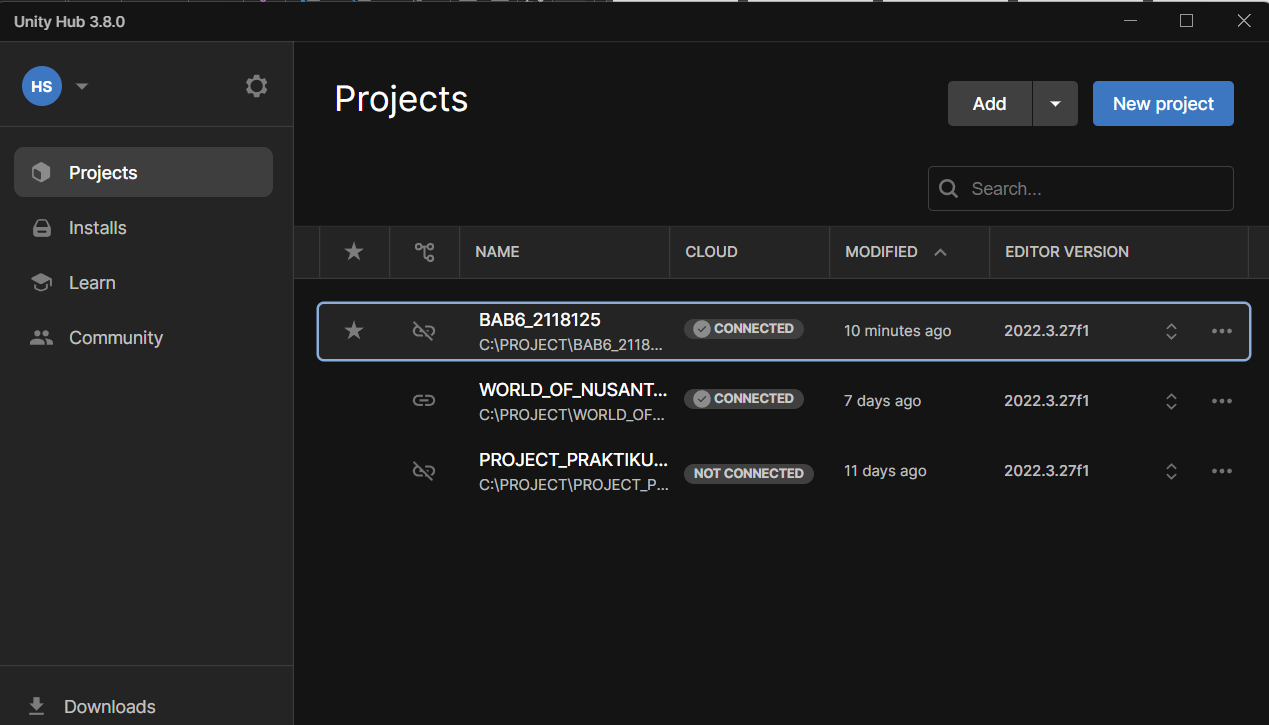 Unity Hub 3.8.0
HS
Projects
Add
New project
Projects
Installs
Learn
Community
Search...
NAME CLOUD MODIFIED EDITOR VERSION
BAB6_2118125
C:\PROJECT\BAB6_2118...
CONNECTED
10 minutes ago
2022.3.27f1
WORLD_OF_NUSANT...
C:\PROJECT\WORLD_OF...
CONNECTED
7 days ago
2022.3.27f1
PROJECT_PRAKTIKU...
C:\PROJECT\PROJECT_P...
NOT CONNECTED
11 days ago
2022.3.27f1
Downloads